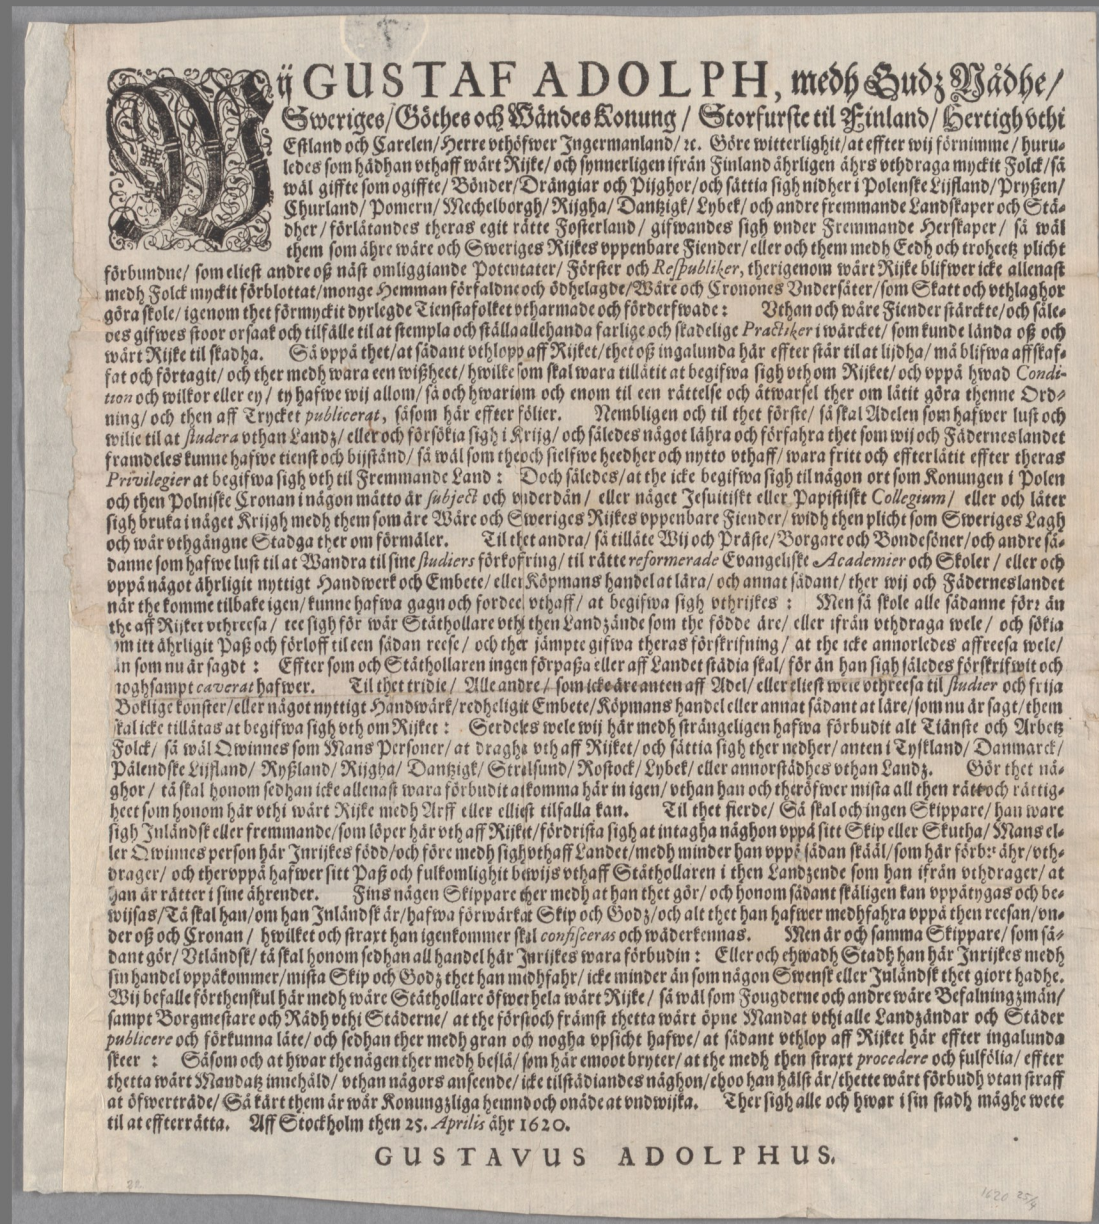 Wij GUSTAF ADOLPH, medh Gudz Nådhe/
Sweriges/Göthes och Wändes Konung / Storfurste til Finland/ Hertigh vthi
Estland och Carelen/ Herre vthöfwer Ingermanland/ ꝛc. Göre witterlighit/ at effter wij förnimme/ huru-
ledes som hådhan vthaff wårt Rijke/ och synnerligen ifrån Finland åhrligen åhrs vthdraga myckit Folck/ så
wäl giffte som ogiffte/ Bönder/ Drängiar och Pijghor/ och sättia sigh nidher i Polenske Lijfland/ Pryßen/
Churland/ Pomern/ Mechelborgh/ Rijgha/ Dantzigk/ Lybek/ och andre fremmande Landskaper och Stä-
dher/ förlåtandes theras egit rätte Fosterland/ gifwandes sigh vnder Fremmande Herskaper/ så wäl
them som åhre wåre och Sweriges Rijkes vppenbare Fiender/ eller och them medh Eedh och troheetz plicht
förbundne/ som eliest andre oß näst omliggiande Potentater/ Förster och Respubliker, therigenom wårt Rijke blifwer icke allenast
medh Folck myckit förblottat/ monge Hemman förfaldne och ödhelagde/ Wåre och Cronones Vndersåter/ som Skatt och vthlaghor
göra skole/ igenom thet förmyckit dyrlegde Tienstafolket vtharmade och förderfwade : Vthan och wåre Fiender stärckte/ och såle-
des gifwes stoor orsaak och tilfälle til at stempla och ställa allehanda farlige och skadelige Practiker i wärcket/ som kunde lända oß och
wårt Rijke til skadha. Så vppå thet/ at sådant vthlopp aff Rijket/ thet oß ingalunda här effter står til at lijdha/ må blifwa affskaf-
fat och förtagit/ och ther medh wara een wißheet/ hwilke som skal wara tillåtit at begifwa sigh vth om Rijket/ och vppå hwad Condi-
tion och wilkor eller ey/ ty hafwe wij allom/ så och hwariom och enom til een rättelse och åtwarsel ther om låtit göra thenne Ord-
ning/ och then aff Trycket publicerat, såsom här effter fölier. Nembligen och til thet förste/ så skal Adelen som hafwer lust och
wilie til at studera vthan Landz/ eller och försökia sigh i Krijg/ och således något lähra och förfahra thet som wij och Fäderneslandet
framdeles kunne hafwe tienst och bijstånd/ så wäl som the och sielfwe heedher och nytto vthaff/ wara fritt och effterlåtit effter theras
Privilegier at begifwa sigh vth til Fremmande Land : Doch således/ at the icke begifwa sigh til någon ort som Konungen i Polen
och then Polniske Cronan i någon mätto är subject och vnderdån/ eller någet Jesuitiskt eller Papistiskt Collegium/ eller och låter
sigh bruka i någet Krijgh medh them som äre Wåre och Sweriges Rijkes vppenbare Fiender/ widh then plicht som Sweriges Lagh
och wår vthgångne Stadga ther om förmäler. Til thet andra/ så tillåte Wij och Präste/ Borgare och Bondesöner/ och andre så-
danne som hafwe lust til at Wandra til sine studiers förkofring/ til rätte reformerade Evangeliske Academier och Skoler/ eller och
vppå något åhrligit nyttigt Handwerk och Embete/ eller Köpmans handel at lära/ och annat sådant/ ther wij och Fäderneslandet
når the komme tilbake igen/ kunne hafwa gagn och fordeel vthaff/ at begifwa sigh vthrijkes : Men så skole alle sådanne för: än
the aff Rijket vthreesa/ tee sigh för wår Ståthollare vthi then Landzände som the födde äre/ eller ifrån vthdraga wele/ och sökia
om itt åhrligit Paß och förloff til een sådan reese/ och ther jämpte gifwa theras förskrifning/ at the icke annorledes affreesa wele/
än som nu är sagdt : Effter som och Ståthollaren ingen förpaßa eller aff Landet städia skal/ för än han sigh således förskrifwit och
noghsampt caverat hafwer. Til thet tridie/ Alle andre/ som icke äre anten aff Adel/ eller eliest wele vthreesa til studier och frija
Boklige konster/ eller något nyttigt Handwärk/ redheligit Embete/ Köpmans handel eller annat sådant at läre/ som nu är sagt/ them
skal icke tillåtas at begifwa sigh vth om Rijket : Serdeles wele wij här medh strängeligen hafwa förbudit alt Tiänste och Arbetz
Folck/ så wäl Qwinnes som Mans Personer/ at dragha vth aff Rijket/ och sättia sigh ther nedher/ anten i Tyskland/ Danmarck/
Pålendske Lijfland/ Ryßland/ Rijgha/ Dantzigk/ Strelsund/ Rostock/ Lybek/ eller annorstädhes vthan Landz. Gör thet nå-
ghor/ tå skal honom sedhan icke allenast wara förbudit at komma här in igen/ vthan han och theröfwer mista all then rätt och rättig-
heet som honom här vthi wårt Rijke medh Arff eller elliest tilfalla kan. Til thet fierde/ Så skal och ingen Skippare/ han ware
sigh Inländsk eller fremmande/ som löper här vth aff Rijkit/ fördrista sigh at intagha någhon vppå sitt Skip eller Skutha/ Mans el-
ler Qwinnes person här Inrijkes född/ och före medh sigh vthaff Landet/ medh minder han vppå sådan skääl/ som här förbe: åhr/ vth-
drager/ och ther vppå hafwer sitt Paß och fulkomlighit bewijs vthaff Ståthollaren i then Landzende som han ifrån vthdrager/ at
han är rätter i sine åhrender. Fins någen Skippare ther medh at han thet gör/ och honom sådant skäligen kan vppåtygas och be-
wijsas/ Tå skal han/ om han Inländsk är/ hafwa förwärkat Skip och Godz/ och alt thet han hafwer medhfahra vppå then reesan/ vn-
der oß och Cronan/ hwilket och straxt han igenkommer skal confisceras och wäderkennas. Men är och samma Skippare/ som så-
dant gör/ Vtländsk/ tå skal honom sedhan all handel här Inrijkes wara förbudin : Eller och ehwadh Stadh han här Inrijkes medh
sin handel vppåkommer/ mista Skip och Godz thet han medhfahr/ icke minder än som någon Swensk eller Inländsk thet giort hadhe.
Wij befalle förthenskul här medh wåre Ståthollare öfwer hela wårt Rijke/ så wäl som Fougderne och andre wåre Befalningzmän/
sampt Borgmestare och Rådh vthi Städerne/ at the först och främst thetta wårt öpne Mandat vthi alle Landzändar och Städer
publicere och förkunna låte/ och sedhan ther medh gran och nogha vpsicht hafwe/ at sådant vthlop aff Rijket här effter ingalunda
skeer : Såsom och at hwar the någen ther medh beslå/ som här emoot bryter/ at the medh then straxt procedere och fulfölia/ effter
thetta wårt Mandatz innehåld/ vthan någors anseende/ icke tilstädiandes någhon/ ehoo han hälst är/ thette wårt förbudh vtan straff
at öfwerträde/ Så kärt them är wår Konungzliga hemnd och onåde at vndwijka. Ther sigh alle och hwar i sin stadh måghe wete
til at effterrätta. Aff Stockholm then 25. Aprilis åhr 1620.
GUSTAVUS ADOLPHUS.
1620 25/4